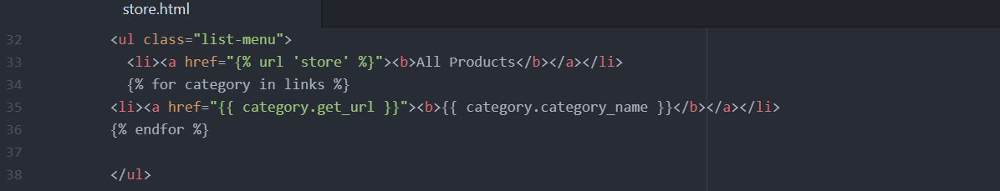 store.html
32 <ul class="list-menu">
33 <li><a href="{% url 'store' %}"><b>All Products</b></a></li>
34 {% for category in links %}
35 <li><a href="{{ category.get_url }}"><b>{{ category.category_name }}</b></a></li>
36 {% endfor %}
37
38 </ul>